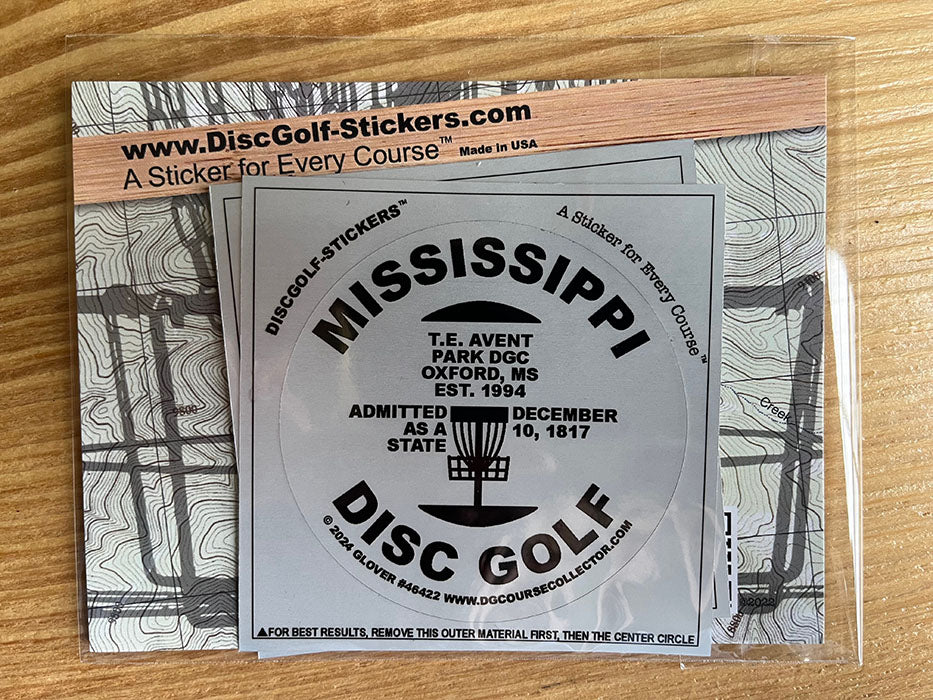 www.DiscGolf-Stickers.com
A Sticker for Every Course™ Made in USA
DISCGOLF-STICKERS™
A Sticker for Every Course™
MISSISSIPPI
T.E. AVENT
PARK DGC
OXFORD, MS
EST. 1994
ADMITTED
AS A
STATE
DECEMBER
10, 1817
DISC GOLF
© 2024 GLOVER #46422 WWW.DGCOURSECOLLECTOR.COM
▲FOR BEST RESULTS, REMOVE THIS OUTER MATERIAL FIRST, THEN THE CENTER CIRCLE
9800
Creek
©2022